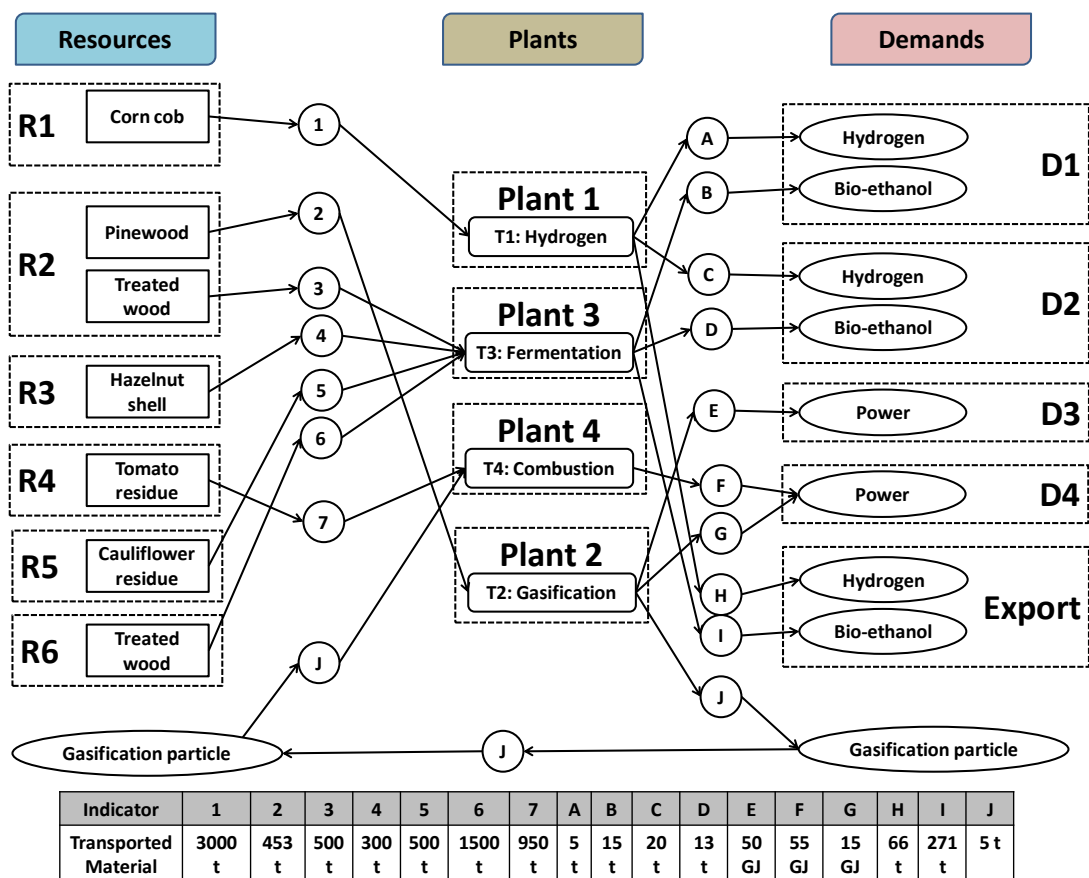 Resources
Plants
Demands
R1
Corn cob
R2
Pinewood
Treated
wood
R3
Hazelnut
shell
R4
Tomato
residue
R5
Cauliflower
residue
R6
Treated
wood
1
2
3
4
5
6
7
J
Plant 1
T1: Hydrogen
Plant 3
T3: Fermentation
Plant 4
T4: Combustion
Plant 2
T2: Gasification
A
B
C
D
E
F
G
H
I
J
Hydrogen
Bio-ethanol
D1
Hydrogen
Bio-ethanol
D2
Power
D3
Power
D4
Hydrogen
Bio-ethanol
Export
Gasification particle
J
Gasification particle
Indicator 1 2 3 4 5 6 7 A B C D E F G H I J
Transported 3000 453 500 300 500 1500 950 5 15 20 13 50 55 15 66 271 5 t
Material t t t t t t t t t t t GJ GJ GJ t t